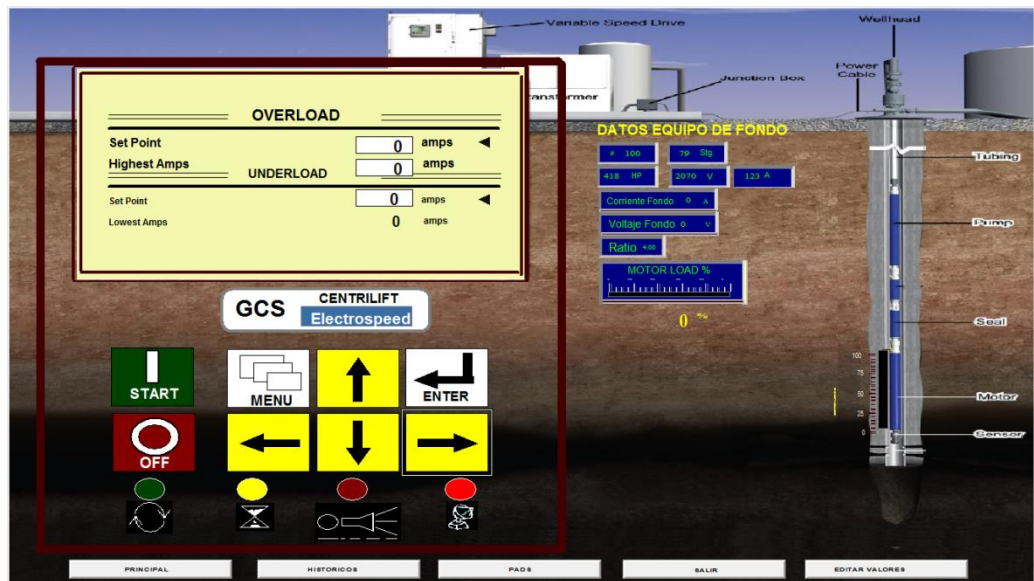 Variable Speed Drive
Wellhead
Power
Cable
Junction Box
Transformer
OVERLOAD
Set Point 0 amps
Highest Amps 0 amps
UNDERLOAD
Set Point 0 amps
Lowest Amps 0 amps
GCS CENTRILIFT
Electrospeed
START
MENU
ENTER
OFF
DATOS EQUIPO DE FONDO
# 100 79 Stg.
418 HP 2070 V 123 A
Corriente Fondo 0 A
Voltaje Fondo 0 V
Ratio 4.00
MOTOR LOAD %
0 %
Tubing
Pump
Seal
Motor
Sensor
100
75
50
25
0
PRINCIPAL HISTORICOS PADS SALIR EDITAR VALORES